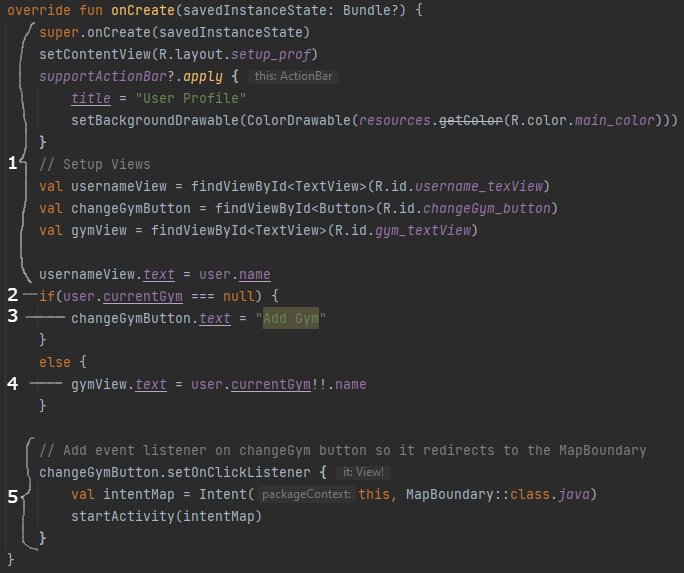 override fun onCreate(savedInstanceState: Bundle?) {
super.onCreate(savedInstanceState)
setContentView(R.layout.setup_prof)
supportActionBar?.apply { this: ActionBar
title = "User Profile"
setBackgroundDrawable(ColorDrawable(resources.getColor(R.color.main_color)))
}
1 // Setup Views
val usernameView = findViewById<TextView>(R.id.username_texView)
val changeGymButton = findViewById<Button>(R.id.changeGym_button)
val gymView = findViewById<TextView>(R.id.gym_textView)
usernameView.text = user.name
2 if(user.currentGym === null) {
3 changeGymButton.text = "Add Gym"
}
else {
4 gymView.text = user.currentGym!!.name
}
// Add event listener on changeGym button so it redirects to the MapBoundary
changeGymButton.setOnClickListener { it: View!
5 val intentMap = Intent( packageContext: this, MapBoundary::class.java)
startActivity(intentMap)
}
}